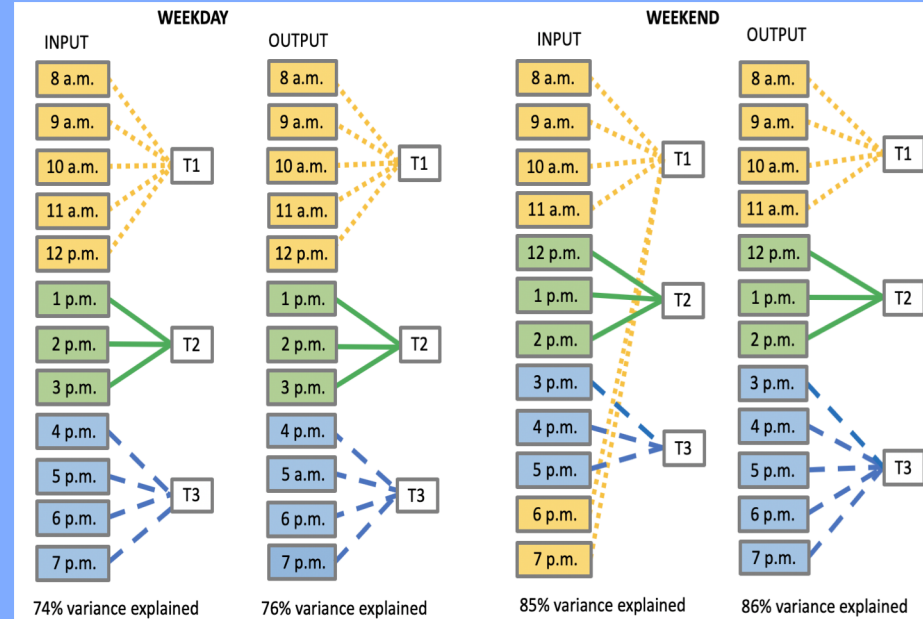 WEEKDAY
INPUT
8 a.m.
9 a.m.
10 a.m.
11 a.m.
12 p.m.
1 p.m.
2 p.m.
3 p.m.
4 p.m.
5 p.m.
6 p.m.
7 p.m.
T1
T2
T3
74% variance explained
OUTPUT
8 a.m.
9 a.m.
10 a.m.
11 a.m.
12 p.m.
1 p.m.
2 p.m.
3 p.m.
4 p.m.
5 a.m.
6 p.m.
7 p.m.
T1
T2
T3
76% variance explained
WEEKEND
INPUT
8 a.m.
9 a.m.
10 a.m.
11 a.m.
12 p.m.
1 p.m.
2 p.m.
3 p.m.
4 p.m.
5 p.m.
6 p.m.
7 p.m.
T1
T2
T3
85% variance explained
OUTPUT
8 a.m.
9 a.m.
10 a.m.
11 a.m.
12 p.m.
1 p.m.
2 p.m.
3 p.m.
4 p.m.
5 p.m.
6 p.m.
7 p.m.
T1
T2
T3
86% variance explained